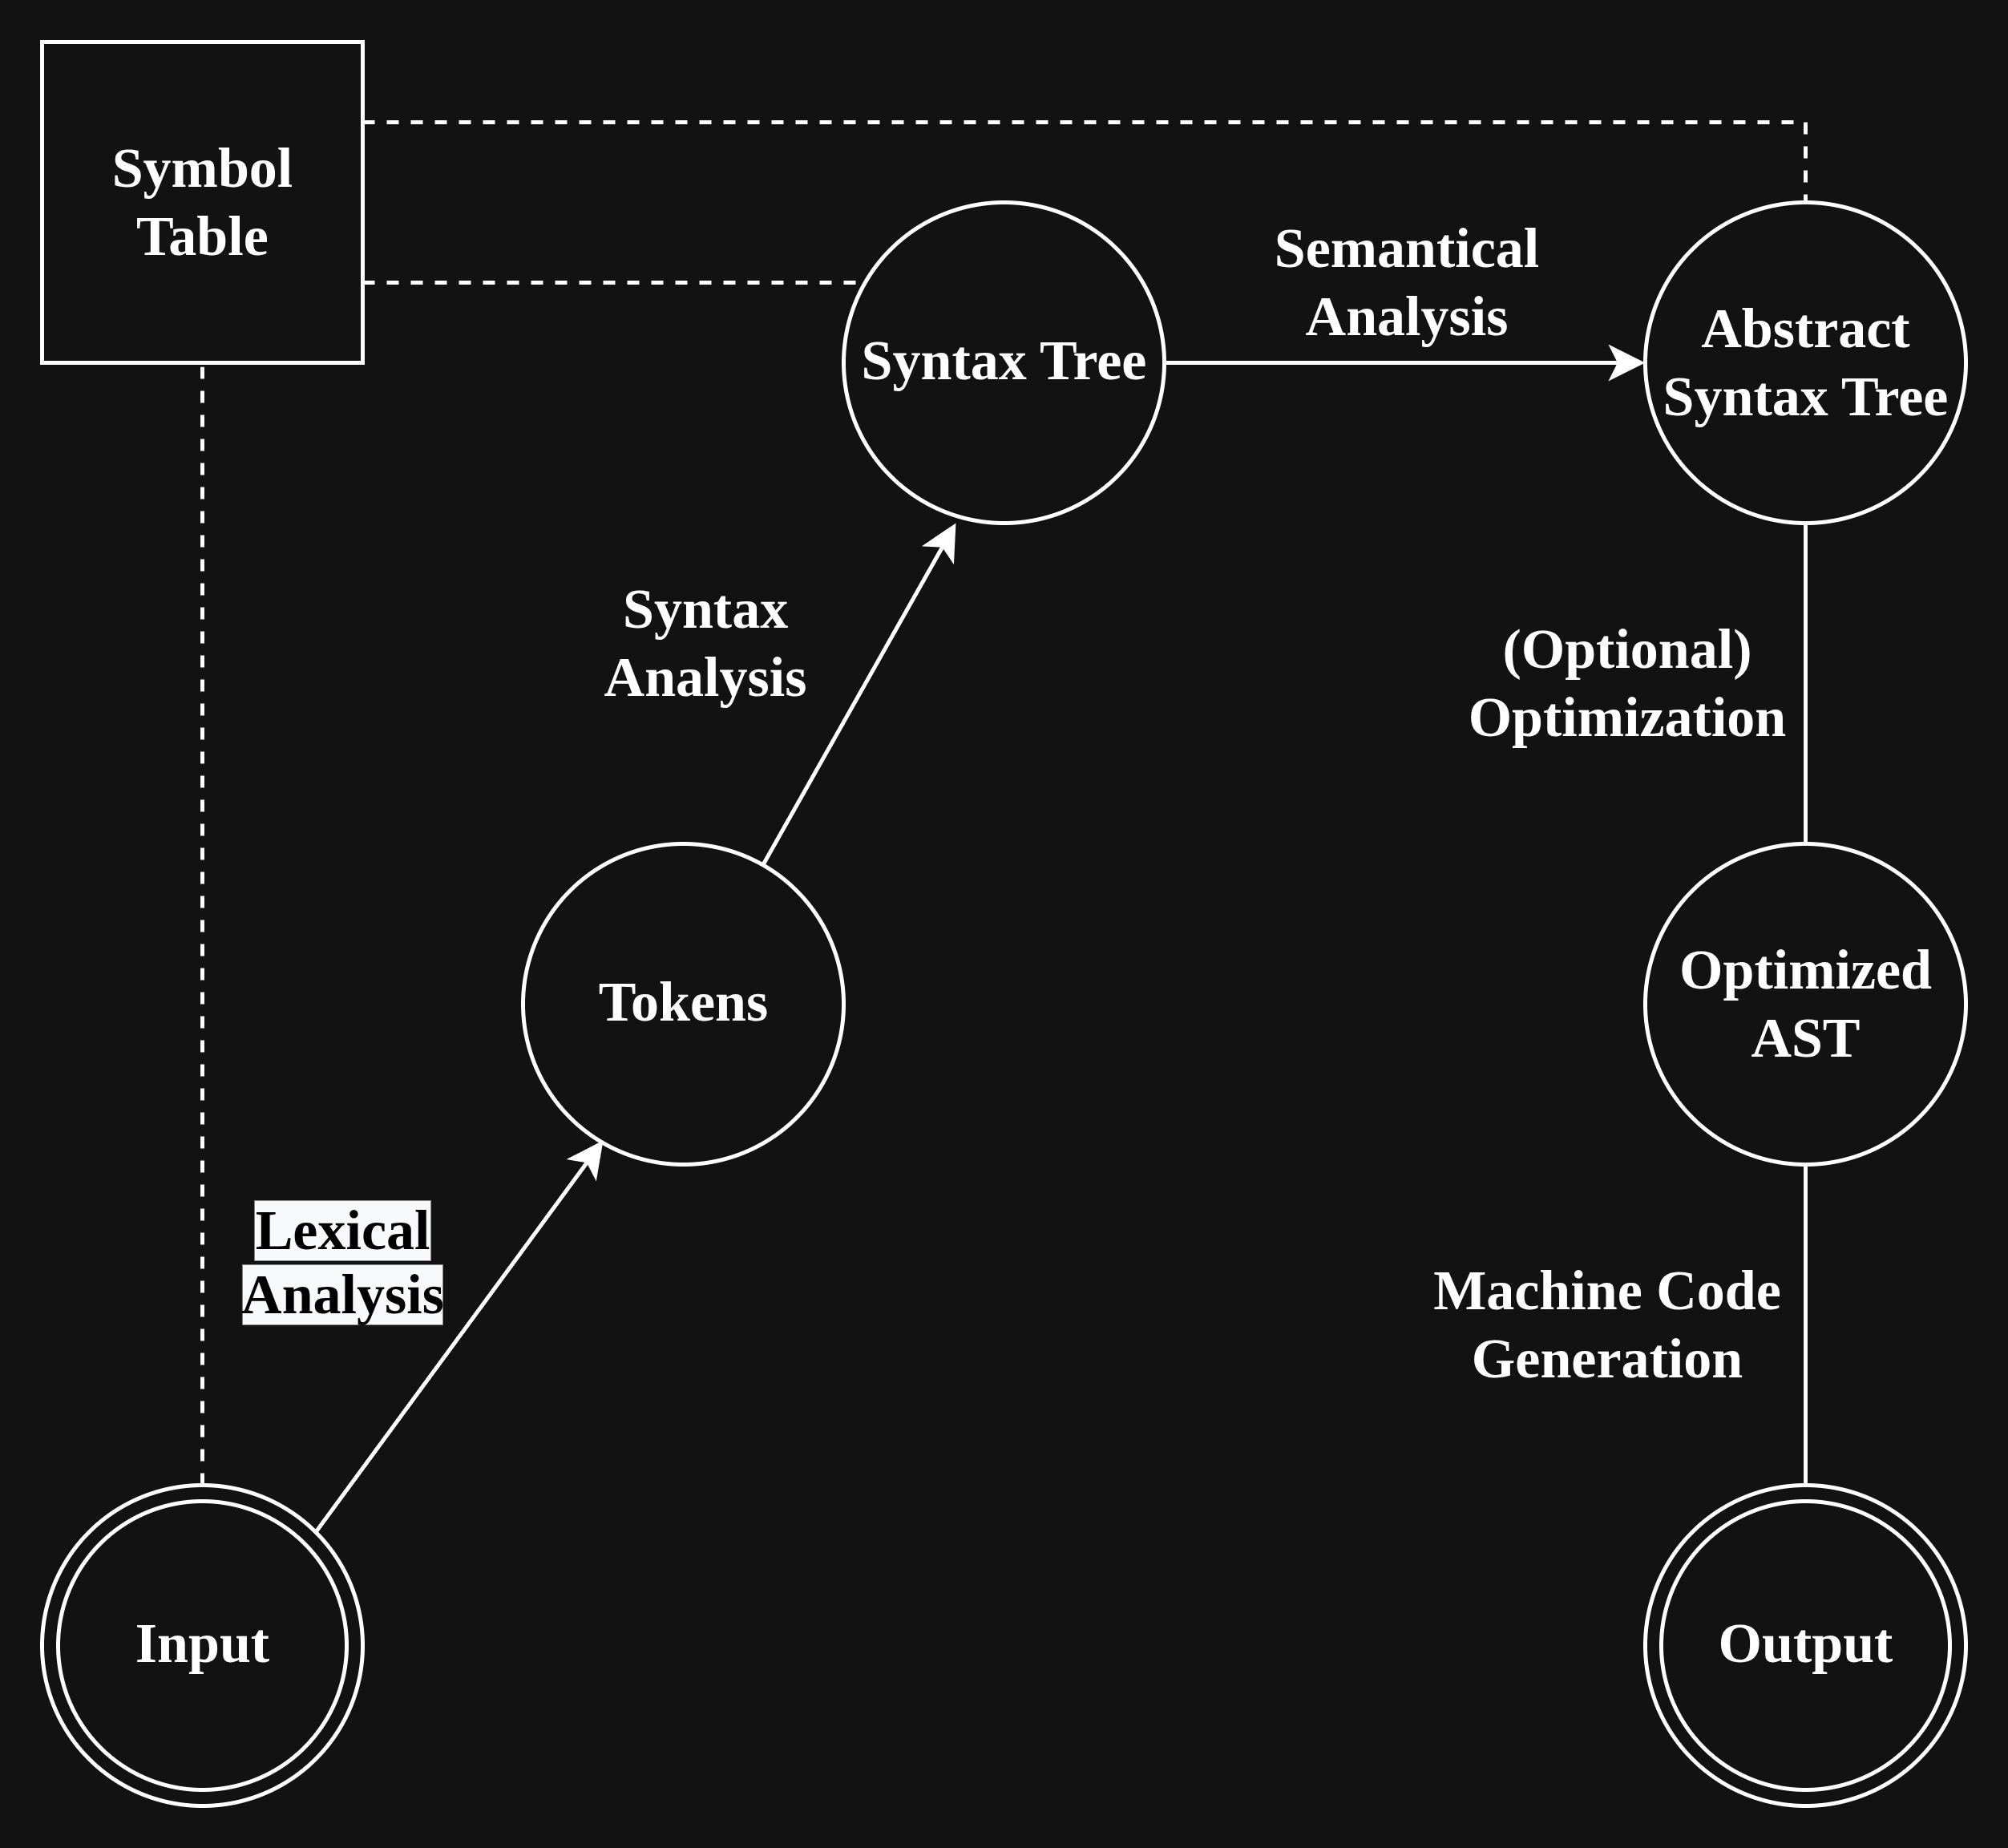 Symbol
Table
Semantical
Analysis
Syntax Tree
Abstract
Syntax Tree
Syntax
Analysis
(Optional)
Optimization
Tokens
Optimized
AST
Lexical
Analysis
Machine Code
Generation
Input
Output